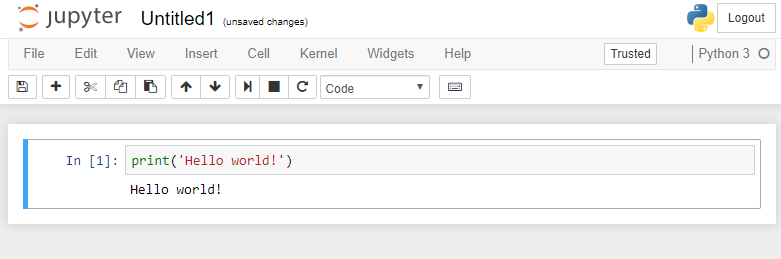 jupyter Untitled1 (unsaved changes) Logout
File Edit View Insert Cell Kernel Widgets Help Trusted Python 3
Code
In [1]: print('Hello world!')
Hello world!